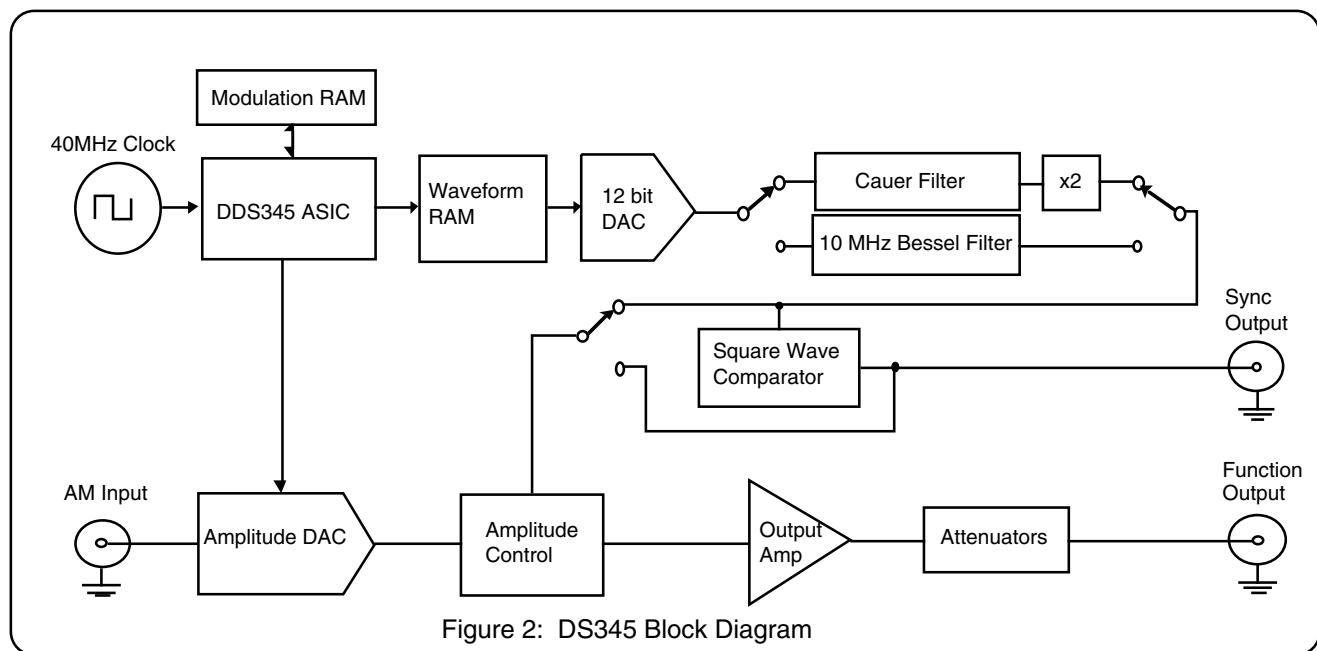 Modulation RAM
40MHz Clock
DDS345 ASIC
Waveform
RAM
12 bit
DAC
Cauer Filter
x2
10 MHz Bessel Filter
Square Wave
Comparator
Sync
Output
AM Input
Amplitude DAC
Amplitude
Control
Output
Amp
Attenuators
Function
Output
Figure 2: DS345 Block Diagram